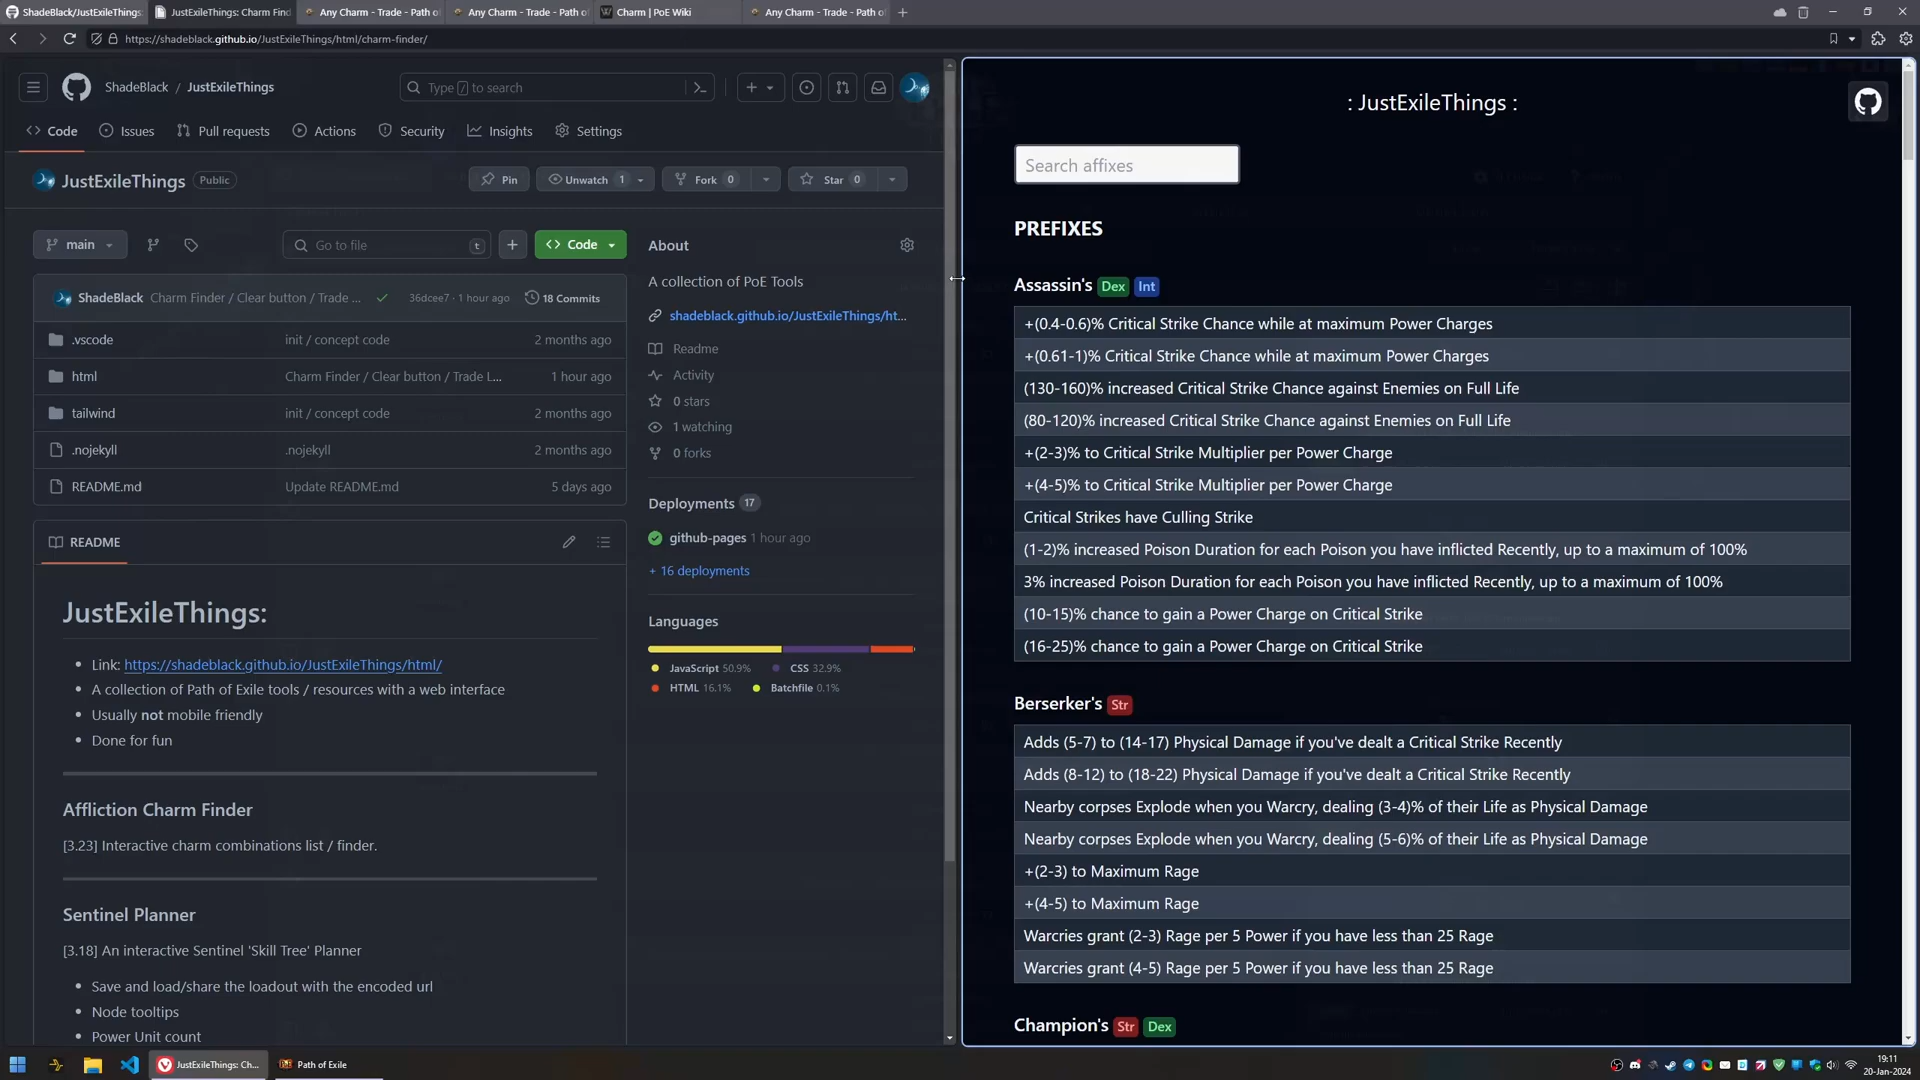 ShadeBlack/JustExileThings
JustExileThings: Charm Find
Any Charm - Trade - Path of
Any Charm - Trade - Path of
Charm | PoE Wiki
Any Charm - Trade - Path of
https://shadeblack.github.io/JustExileThings/html/charm-finder/
ShadeBlack / JustExileThings
Type / to search
Code
Issues
Pull requests
Actions
Security
Insights
Settings
JustExileThings
Public
Pin
Unwatch 1
Fork 0
Star 0
main
Go to file
t
Code
ShadeBlack Charm Finder / Clear button / Trade ... 36dcee7 · 1 hour ago 18 Commits
.vscode init / concept code 2 months ago
html Charm Finder / Clear button / Trade L... 1 hour ago
tailwind init / concept code 2 months ago
.nojekyll .nojekyll 2 months ago
README.md Update README.md 5 days ago
README
JustExileThings:
Link: https://shadeblack.github.io/JustExileThings/html/
A collection of Path of Exile tools / resources with a web interface
Usually not mobile friendly
Done for fun
Affliction Charm Finder
[3.23] Interactive charm combinations list / finder.
Sentinel Planner
[3.18] An interactive Sentinel 'Skill Tree' Planner
Save and load/share the loadout with the encoded url
Node tooltips
Power Unit count
About
A collection of PoE Tools
shadeblack.github.io/JustExileThings/ht...
Readme
Activity
0 stars
1 watching
0 forks
Deployments 17
github-pages 1 hour ago
+ 16 deployments
Languages
JavaScript 50.9% CSS 32.9%
HTML 16.1% Batchfile 0.1%
: JustExileThings :
Search affixes
PREFIXES
Assassin's Dex Int
+(0.4-0.6)% Critical Strike Chance while at maximum Power Charges
+(0.61-1)% Critical Strike Chance while at maximum Power Charges
(130-160)% increased Critical Strike Chance against Enemies on Full Life
(80-120)% increased Critical Strike Chance against Enemies on Full Life
+(2-3)% to Critical Strike Multiplier per Power Charge
+(4-5)% to Critical Strike Multiplier per Power Charge
Critical Strikes have Culling Strike
(1-2)% increased Poison Duration for each Poison you have inflicted Recently, up to a maximum of 100%
3% increased Poison Duration for each Poison you have inflicted Recently, up to a maximum of 100%
(10-15)% chance to gain a Power Charge on Critical Strike
(16-25)% chance to gain a Power Charge on Critical Strike
Berserker's Str
Adds (5-7) to (14-17) Physical Damage if you've dealt a Critical Strike Recently
Adds (8-12) to (18-22) Physical Damage if you've dealt a Critical Strike Recently
Nearby corpses Explode when you Warcry, dealing (3-4)% of their Life as Physical Damage
Nearby corpses Explode when you Warcry, dealing (5-6)% of their Life as Physical Damage
+(2-3) to Maximum Rage
+(4-5) to Maximum Rage
Warcries grant (2-3) Rage per 5 Power if you have less than 25 Rage
Warcries grant (4-5) Rage per 5 Power if you have less than 25 Rage
Champion's Str Dex
JustExileThings: Ch...
Path of Exile
19:11
20-Jan-2024